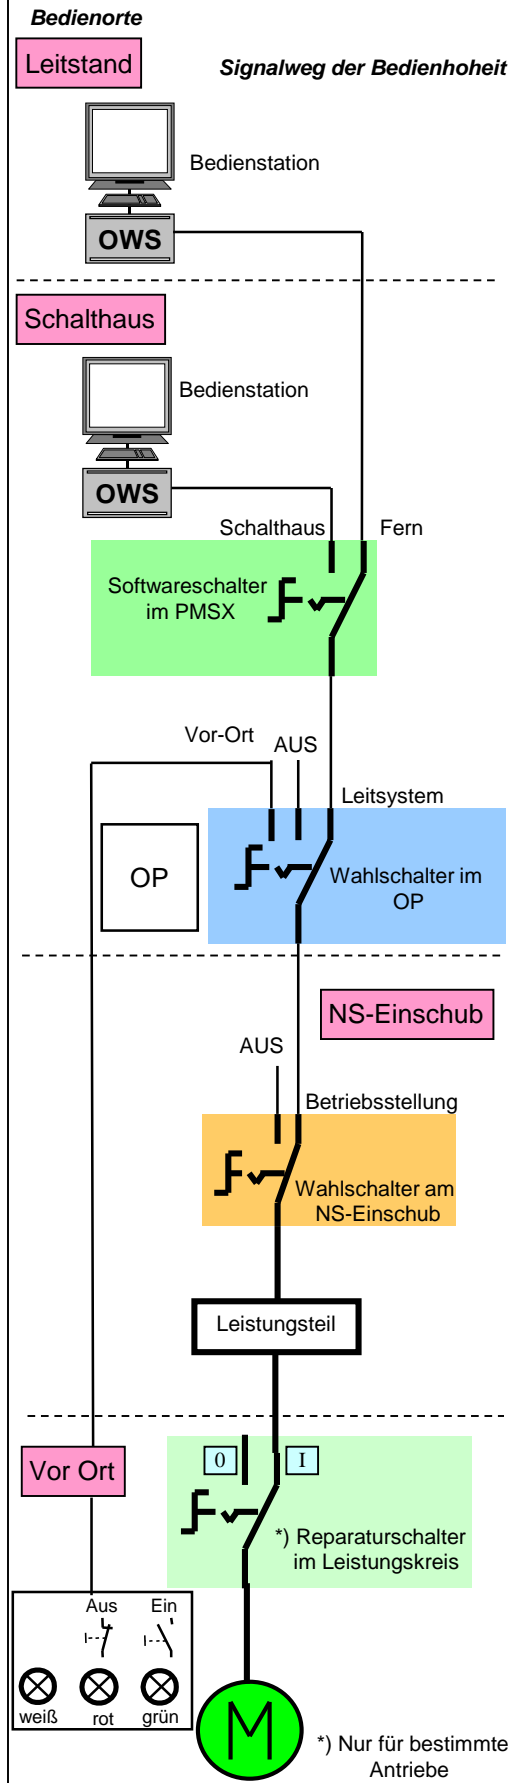 Bedienorte
Leitstand
Signalweg der Bedienhoheit
Bedienstation
OWS
Schalthaus
Bedienstation
OWS
Schalthaus
Fern
Softwareschalter
im PMSX
Vor-Ort
AUS
Leitsystem
OP
Wahlschalter im
OP
NS-Einschub
AUS
Betriebsstellung
Wahlschalter am
NS-Einschub
Leistungsteil
Vor Ort
0
I
*) Reparaturschalter
im Leistungskreis
Aus
Ein
weiß
rot
grün
M
*) Nur für bestimmte
Antriebe